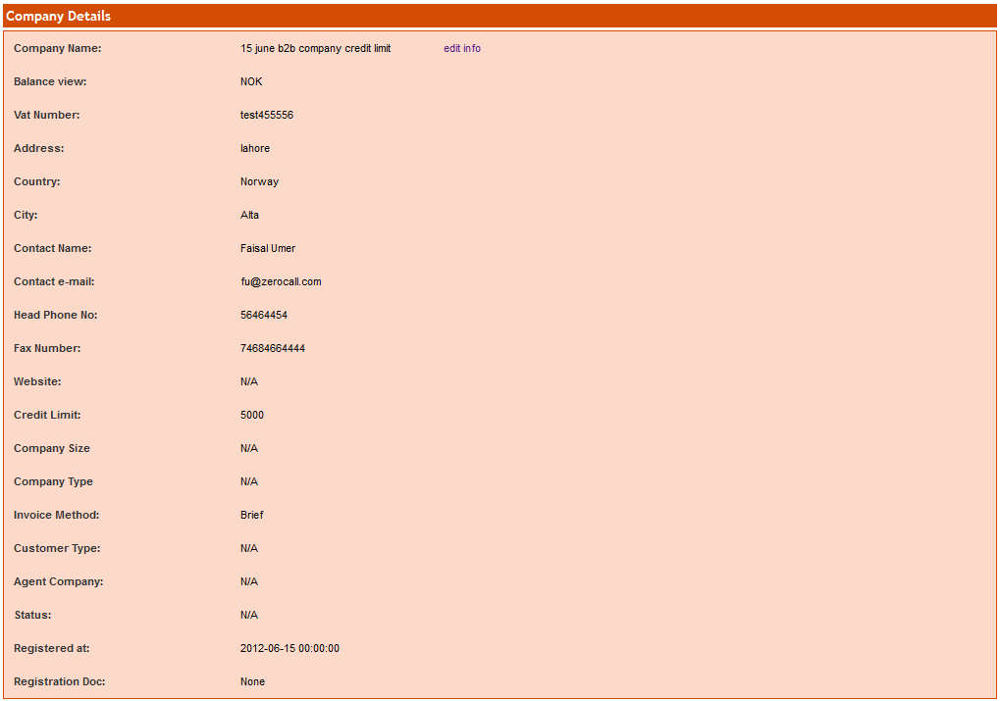 Company Details
Company Name: 15 june b2b company credit limit edit info
Balance view: NOK
Vat Number: test455556
Address: lahore
Country: Norway
City: Alta
Contact Name: Faisal Umer
Contact e-mail: fu@zerocall.com
Head Phone No: 56464454
Fax Number: 74684664444
Website: N/A
Credit Limit: 5000
Company Size N/A
Company Type N/A
Invoice Method: Brief
Customer Type: N/A
Agent Company: N/A
Status: N/A
Registered at: 2012-06-15 00:00:00
Registration Doc: None